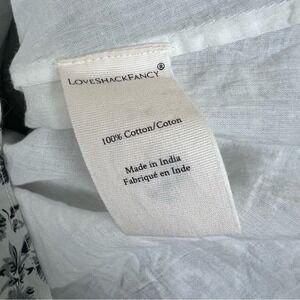 LoveShackFancy®
100% Cotton/Coton
Made in India
Fabriqué en Inde